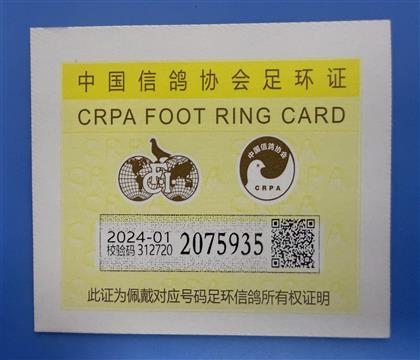 中国信鸽协会足环证
CRPA FOOT RING CARD
FCI
中国信鸽协会
CRPA
2024-01
校验码 312720
2075935
此证为佩戴对应号码足环信鸽所有权证明